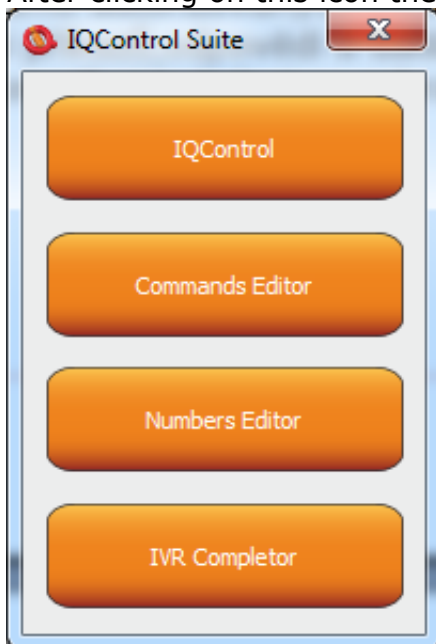 After clicking on this icon the
IQControl Suite
IQControl
Commands Editor
Numbers Editor
IVR Completor